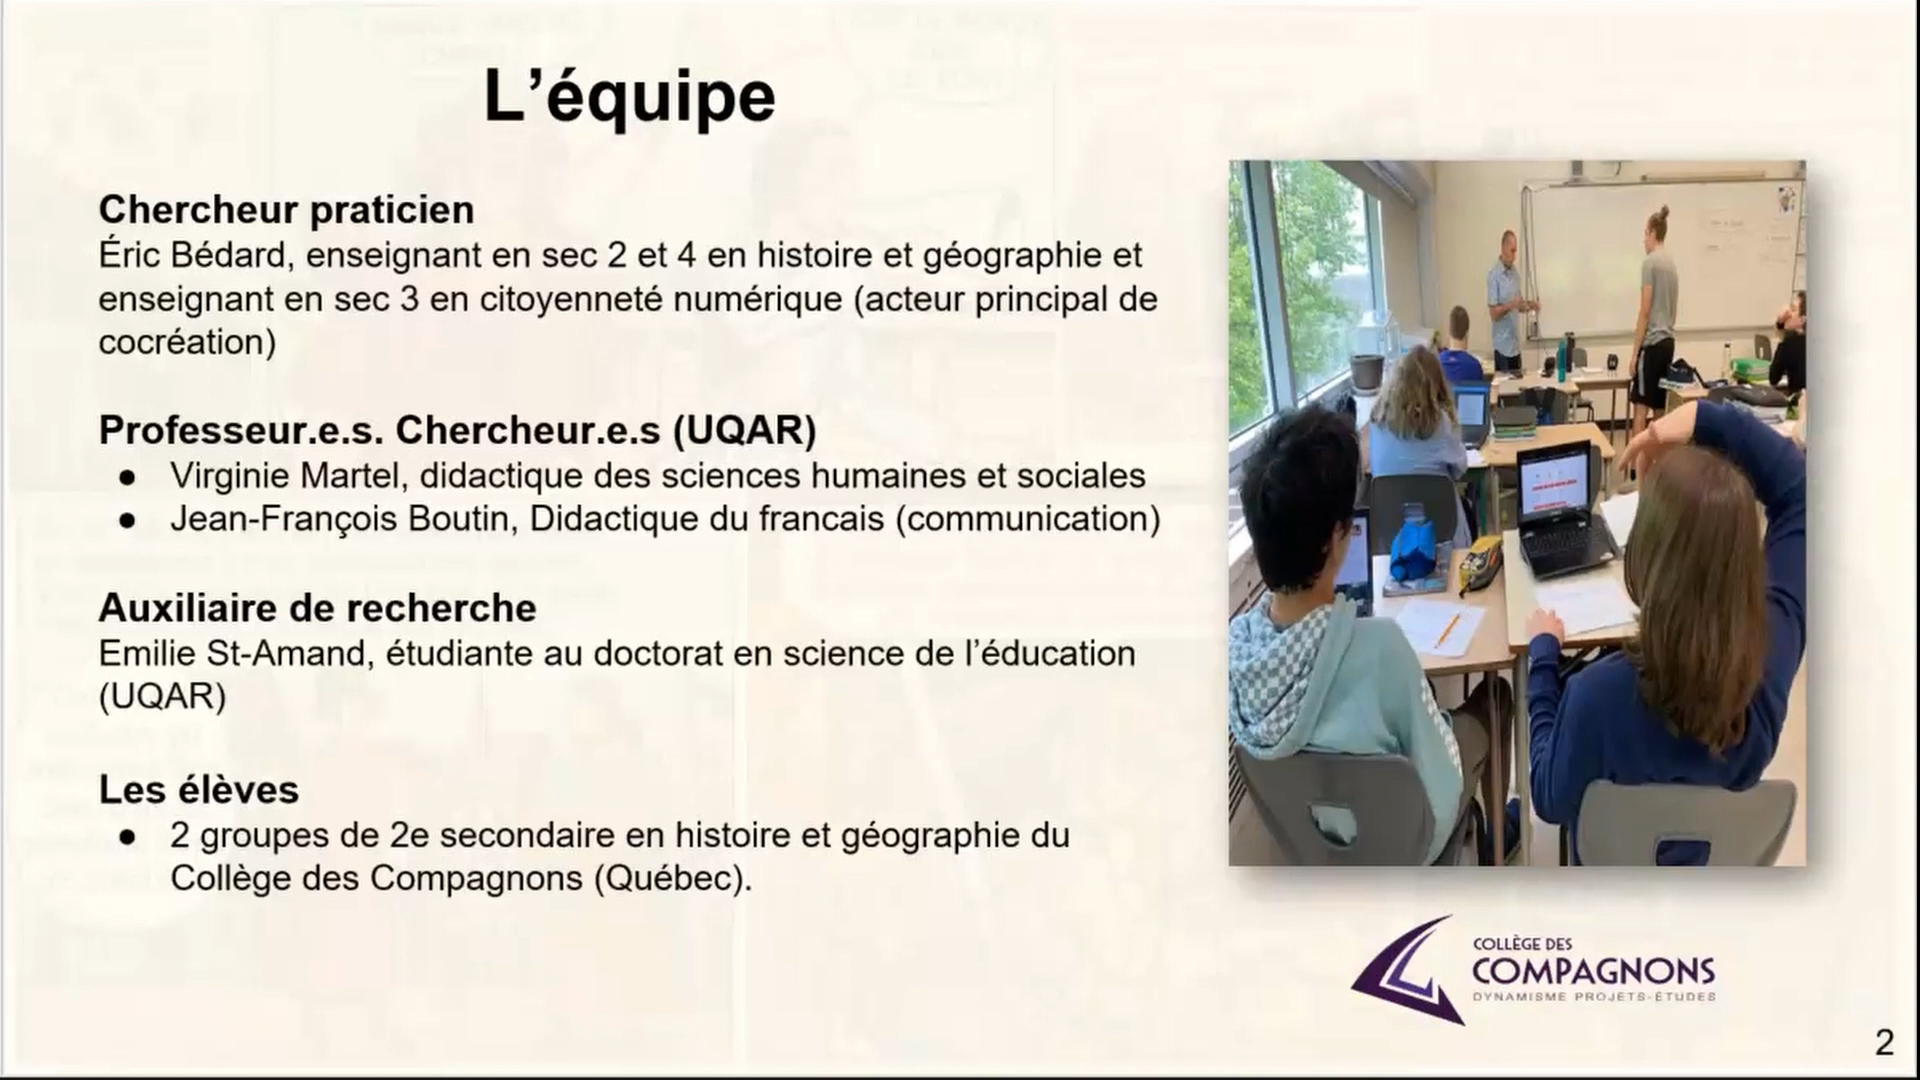 L’équipe
Chercheur praticien
Éric Bédard, enseignant en sec 2 et 4 en histoire et géographie et
enseignant en sec 3 en citoyenneté numérique (acteur principal de
cocréation)
Professeur.e.s. Chercheur.e.s (UQAR)
● Virginie Martel, didactique des sciences humaines et sociales
● Jean-François Boutin, Didactique du francais (communication)
Auxiliaire de recherche
Emilie St-Amand, étudiante au doctorat en science de l’éducation
(UQAR)
Les élèves
● 2 groupes de 2e secondaire en histoire et géographie du
Collège des Compagnons (Québec).
COLLÈGE DES
COMPAGNONS
DYNAMISME PROJETS-ÉTUDES
2